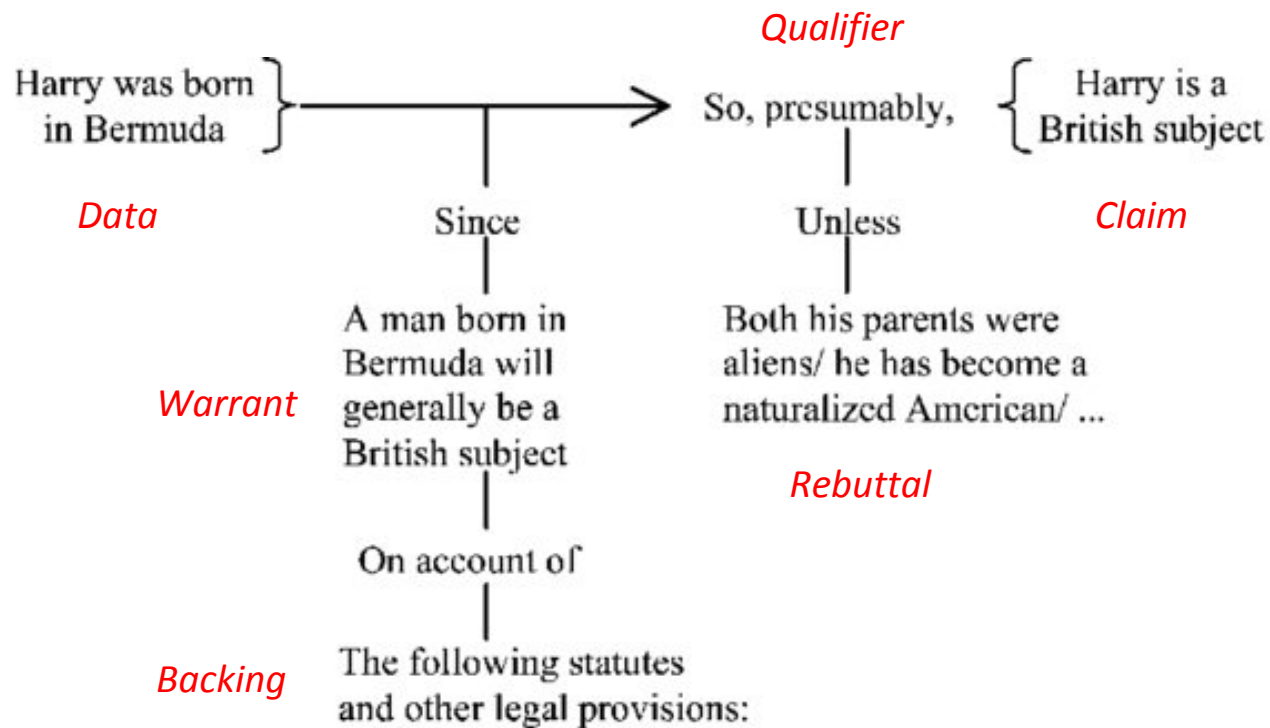 Qualifier
Harry was born
in Bermuda
So, presumably,
Harry is a
British subject
Data
Since
Unless
Claim
A man born in
Bermuda will
generally be a
British subject
Warrant
Both his parents were
aliens/ he has become a
naturalized American/ ...
Rebuttal
On account of
Backing
The following statutes
and other legal provisions: